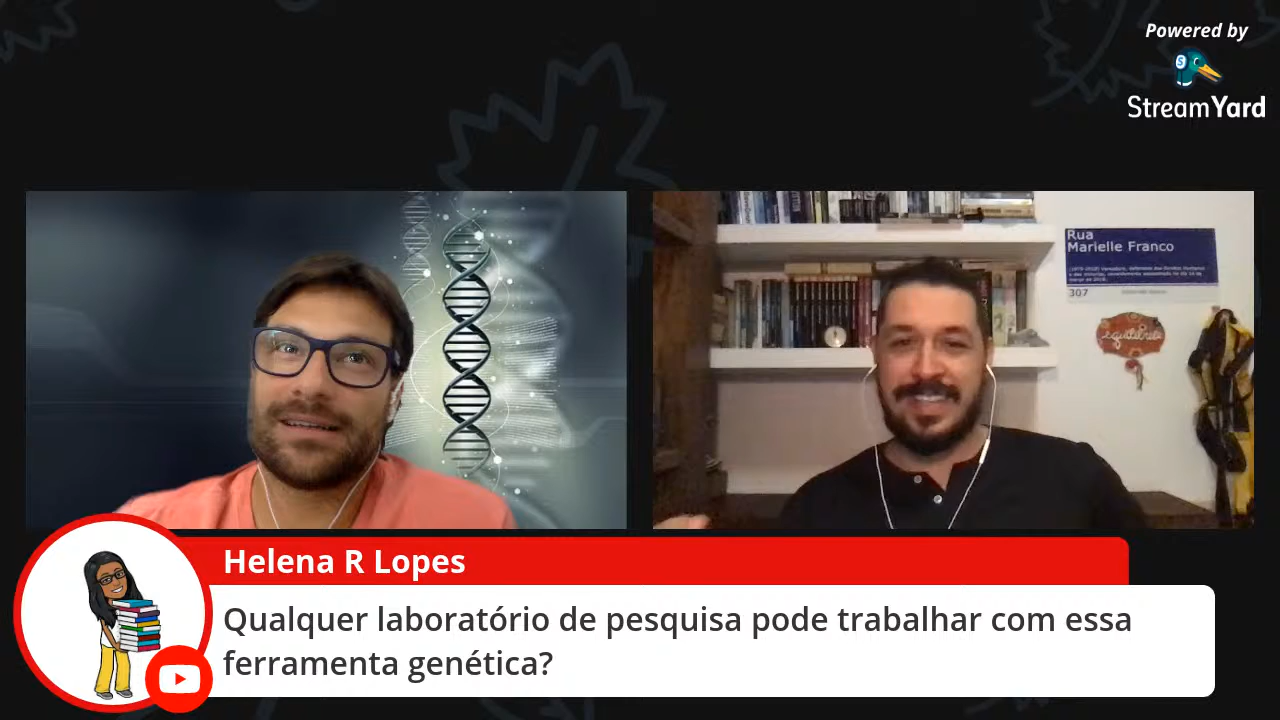 Powered by
StreamYard
Rua
Marielle Franco
307
Helena R Lopes
Qualquer laboratório de pesquisa pode trabalhar com essa
ferramenta genética?